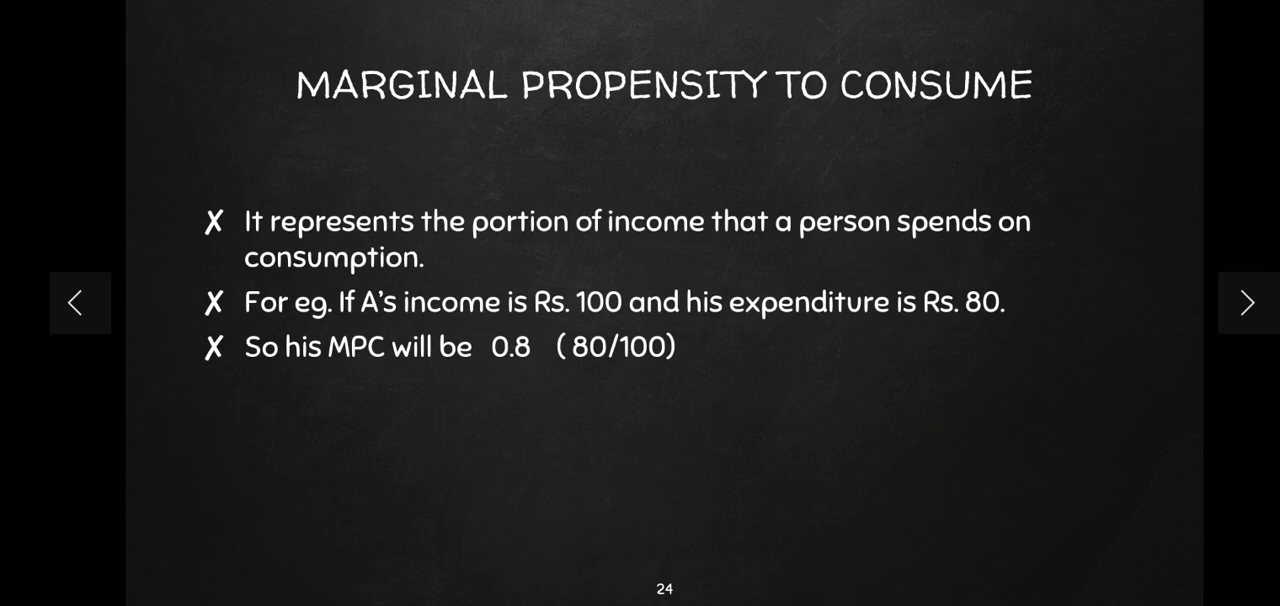 MARGINAL PROPENSITY TO CONSUME
✗ It represents the portion of income that a person spends on
consumption.
✗ For eg. If A's income is Rs. 100 and his expenditure is Rs. 80.
✗ So his MPC will be 0.8 ( 80/100)
24